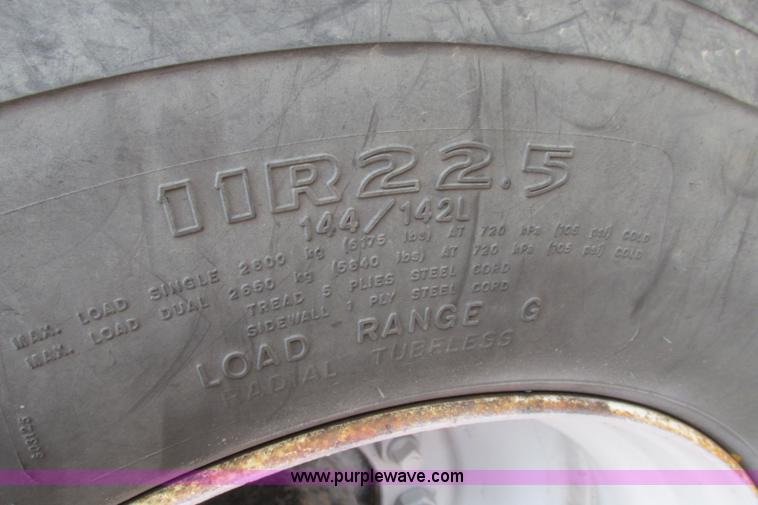 11R22.5
144/142L
MAX. LOAD SINGLE 2800 kg (6175 lbs) AT 720 kPa (105 psi) COLD
MAX. LOAD DUAL 2650 kg (5840 lbs) AT 720 kPa (105 psi) COLD
TREAD 5 PLIES STEEL CORD
SIDEWALL 1 PLY STEEL CORD
LOAD RANGE G
RADIAL TUBELESS
www.purplewave.com